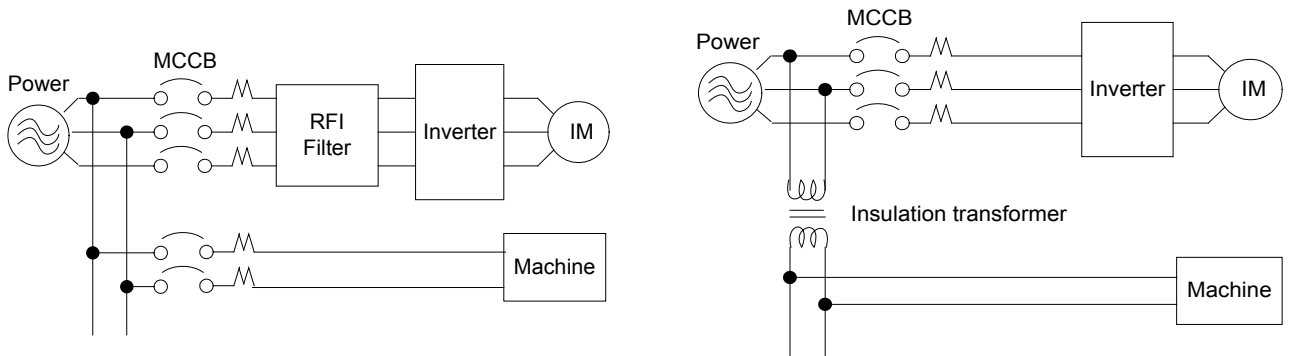 MCCB
Power
RFI
Filter
Inverter
IM
Machine
MCCB
Power
Inverter
IM
Insulation transformer
Machine